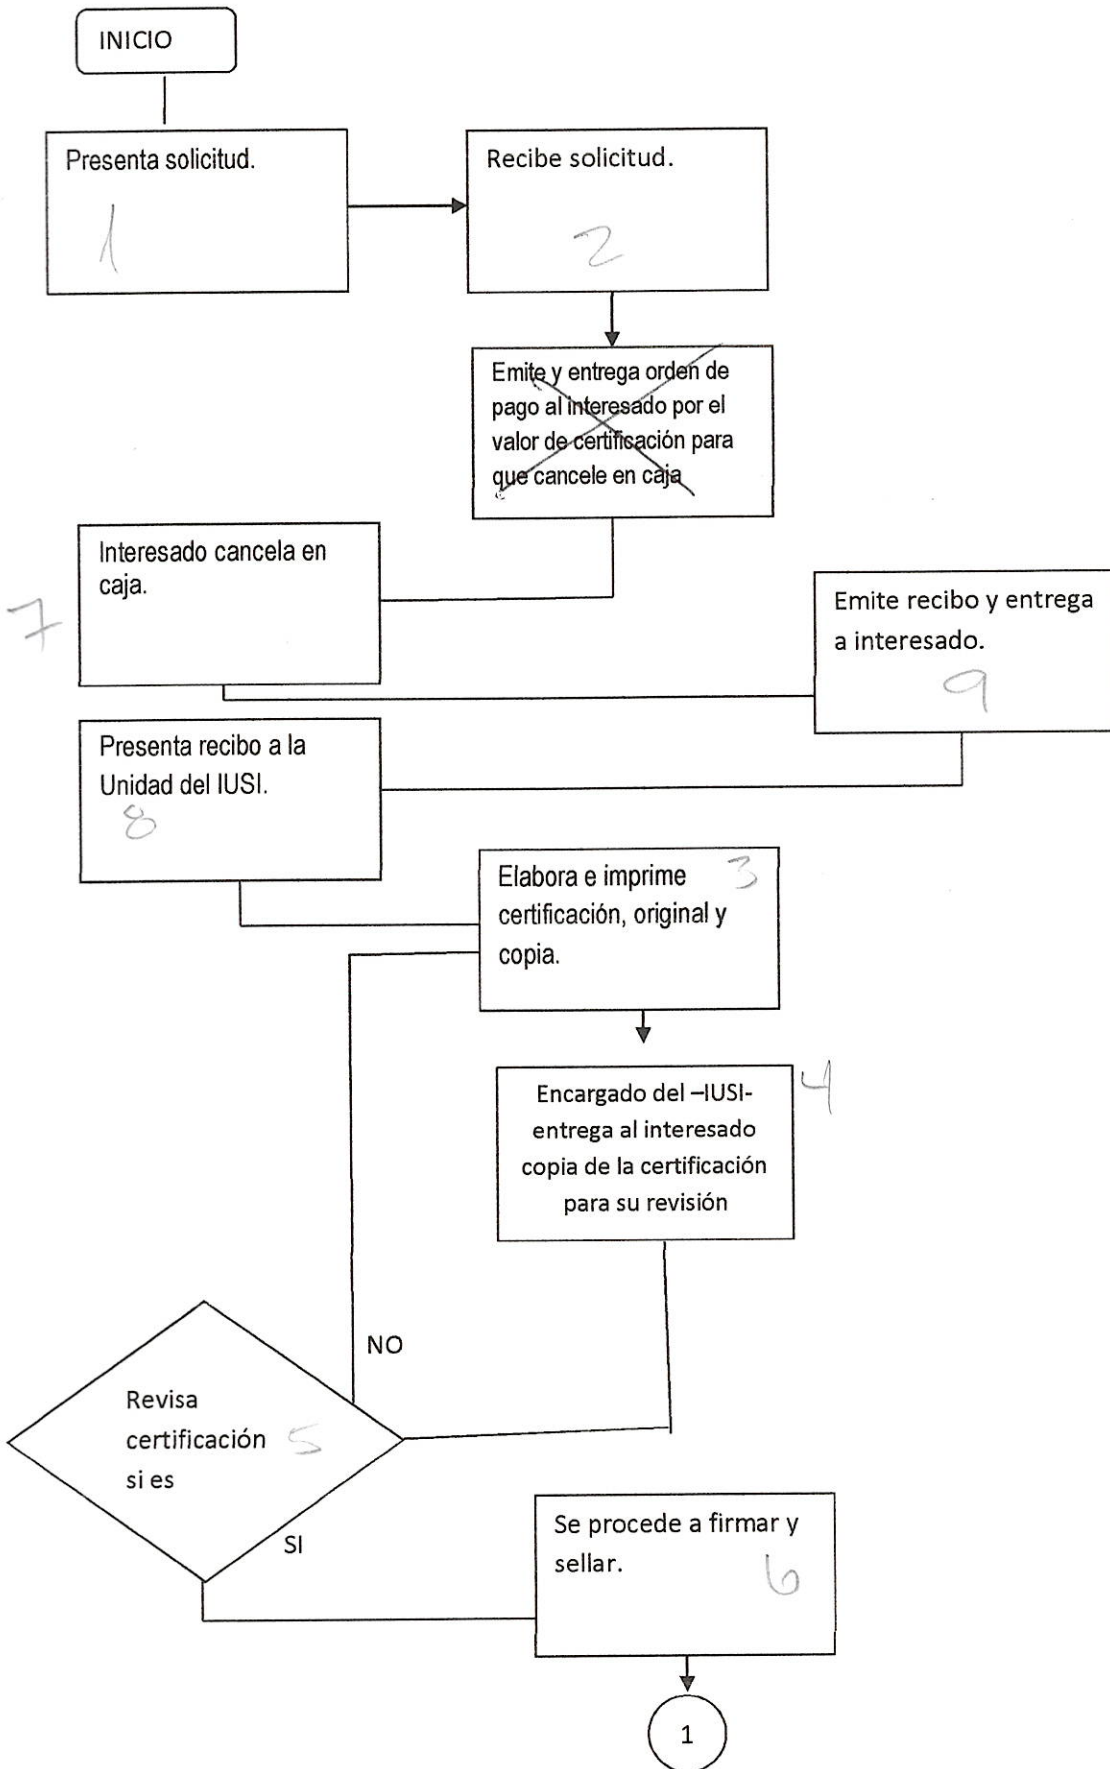 INICIO
Presenta solicitud.
1
Recibe solicitud.
2
Emite y entrega orden de
pago al interesado por el
valor de certificación para
que cancele en caja
Interesado cancela en
caja.
7
Emite recibo y entrega
a interesado.
9
Presenta recibo a la
Unidad del IUSI.
8
Elabora e imprime 3
certificación, original y
copia.
Encargado del –IUSI-
entrega al interesado
copia de la certificación
para su revisión
4
NO
Revisa
certificación 5
si es
SI
Se procede a firmar y
sellar.
6
1